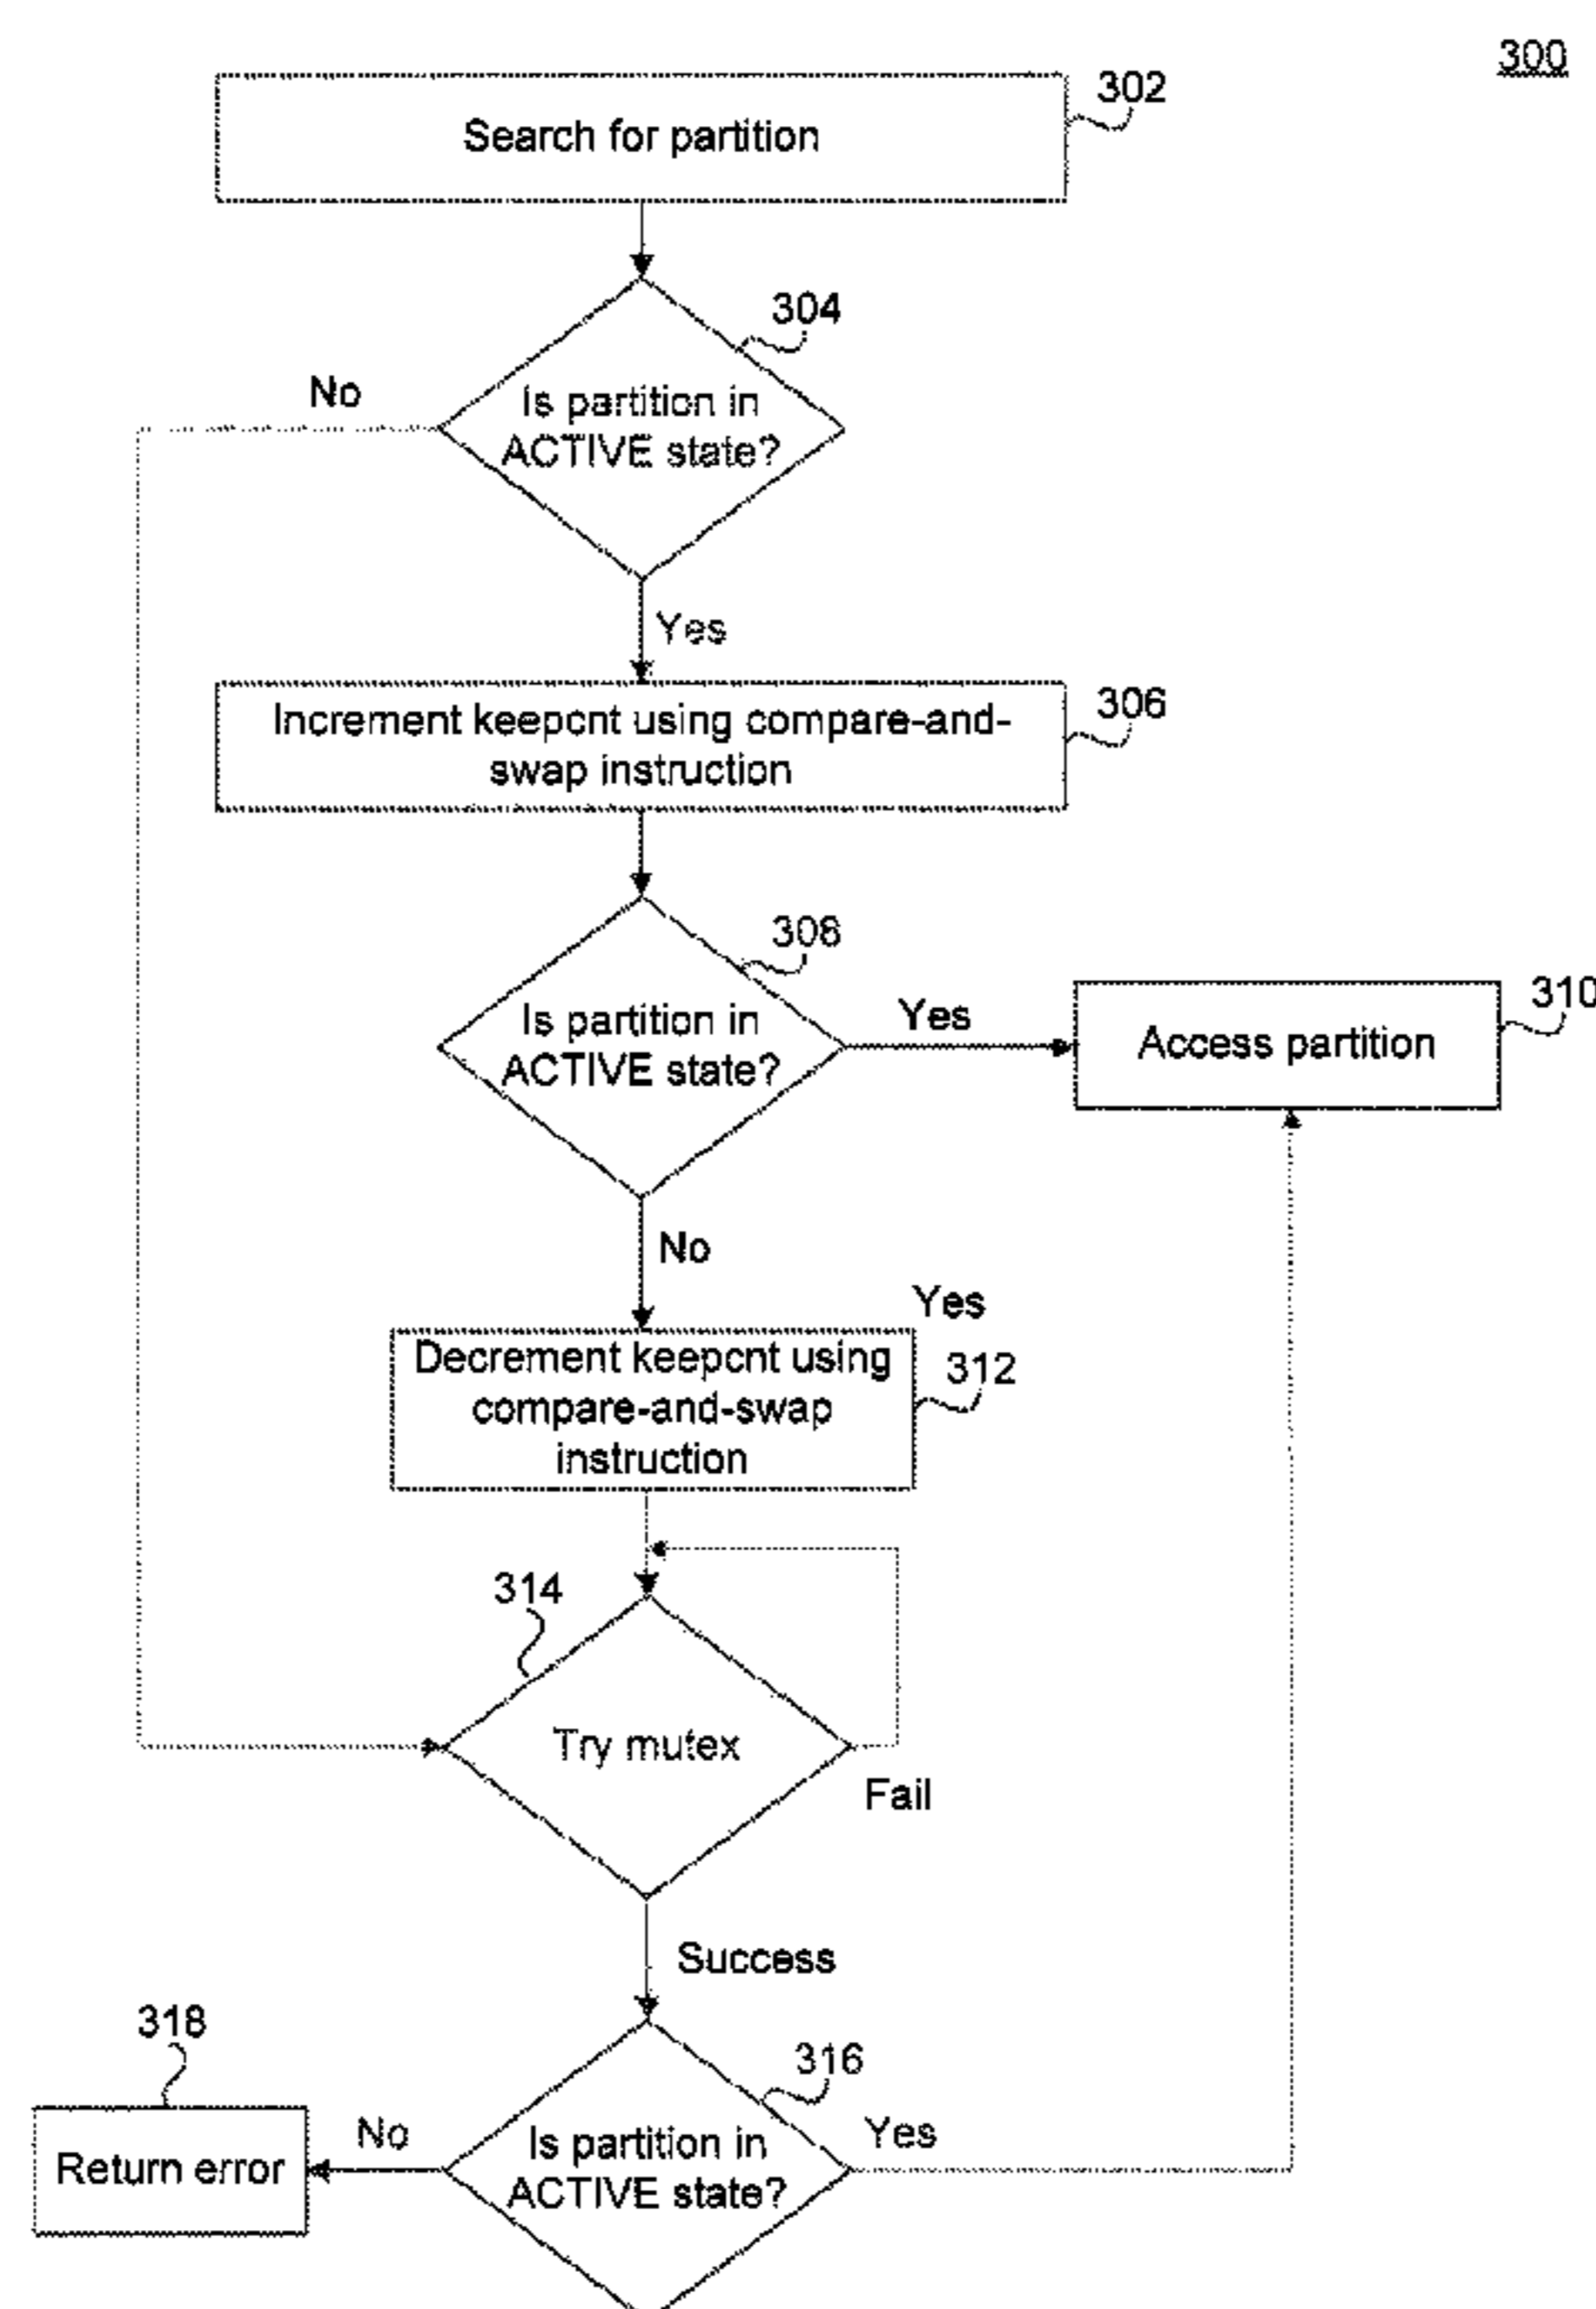 300
302
Search for partition
304
No
Is partition in
ACTIVE state?
Yes
306
Increment keepcnt using compare-and-
swap instruction
308
Is partition in
ACTIVE state?
Yes
310
Access partition
No
Yes
312
Decrement keepcnt using
compare-and-swap
instruction
314
Try mutex
Fail
Success
318
316
No
Is partition in
ACTIVE state?
Yes
Return error